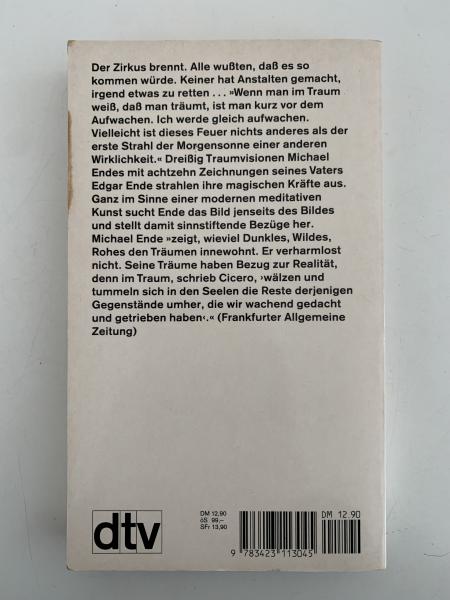 Der Zirkus brennt. Alle wußten, daß es so
kommen würde. Keiner hat Anstalten gemacht,
irgend etwas zu retten . . . »Wenn man im Traum
weiß, daß man träumt, ist man kurz vor dem
Aufwachen. Ich werde gleich aufwachen.
Vielleicht ist dieses Feuer nichts anderes als der
erste Strahl der Morgensonne einer anderen
Wirklichkeit.« Dreißig Traumvisionen Michael
Endes mit achtzehn Zeichnungen seines Vaters
Edgar Ende strahlen ihre magischen Kräfte aus.
Ganz im Sinne einer modernen meditativen
Kunst sucht Ende das Bild jenseits des Bildes
und stellt damit sinnstiftende Bezüge her.
Michael Ende »zeigt, wieviel Dunkles, Wildes,
Rohes den Träumen innewohnt. Er verharmlost
nicht. Seine Träume haben Bezug zur Realität,
denn im Traum, schrieb Cicero, ›wälzen und
tummeln sich in den Seelen die Reste derjenigen
Gegenstände umher, die wir wachend gedacht
und getrieben haben‹.« (Frankfurter Allgemeine
Zeitung)
dtv
DM 12,90
öS 99,–
SFr 13,90
DM 12.90
9 783423 113045